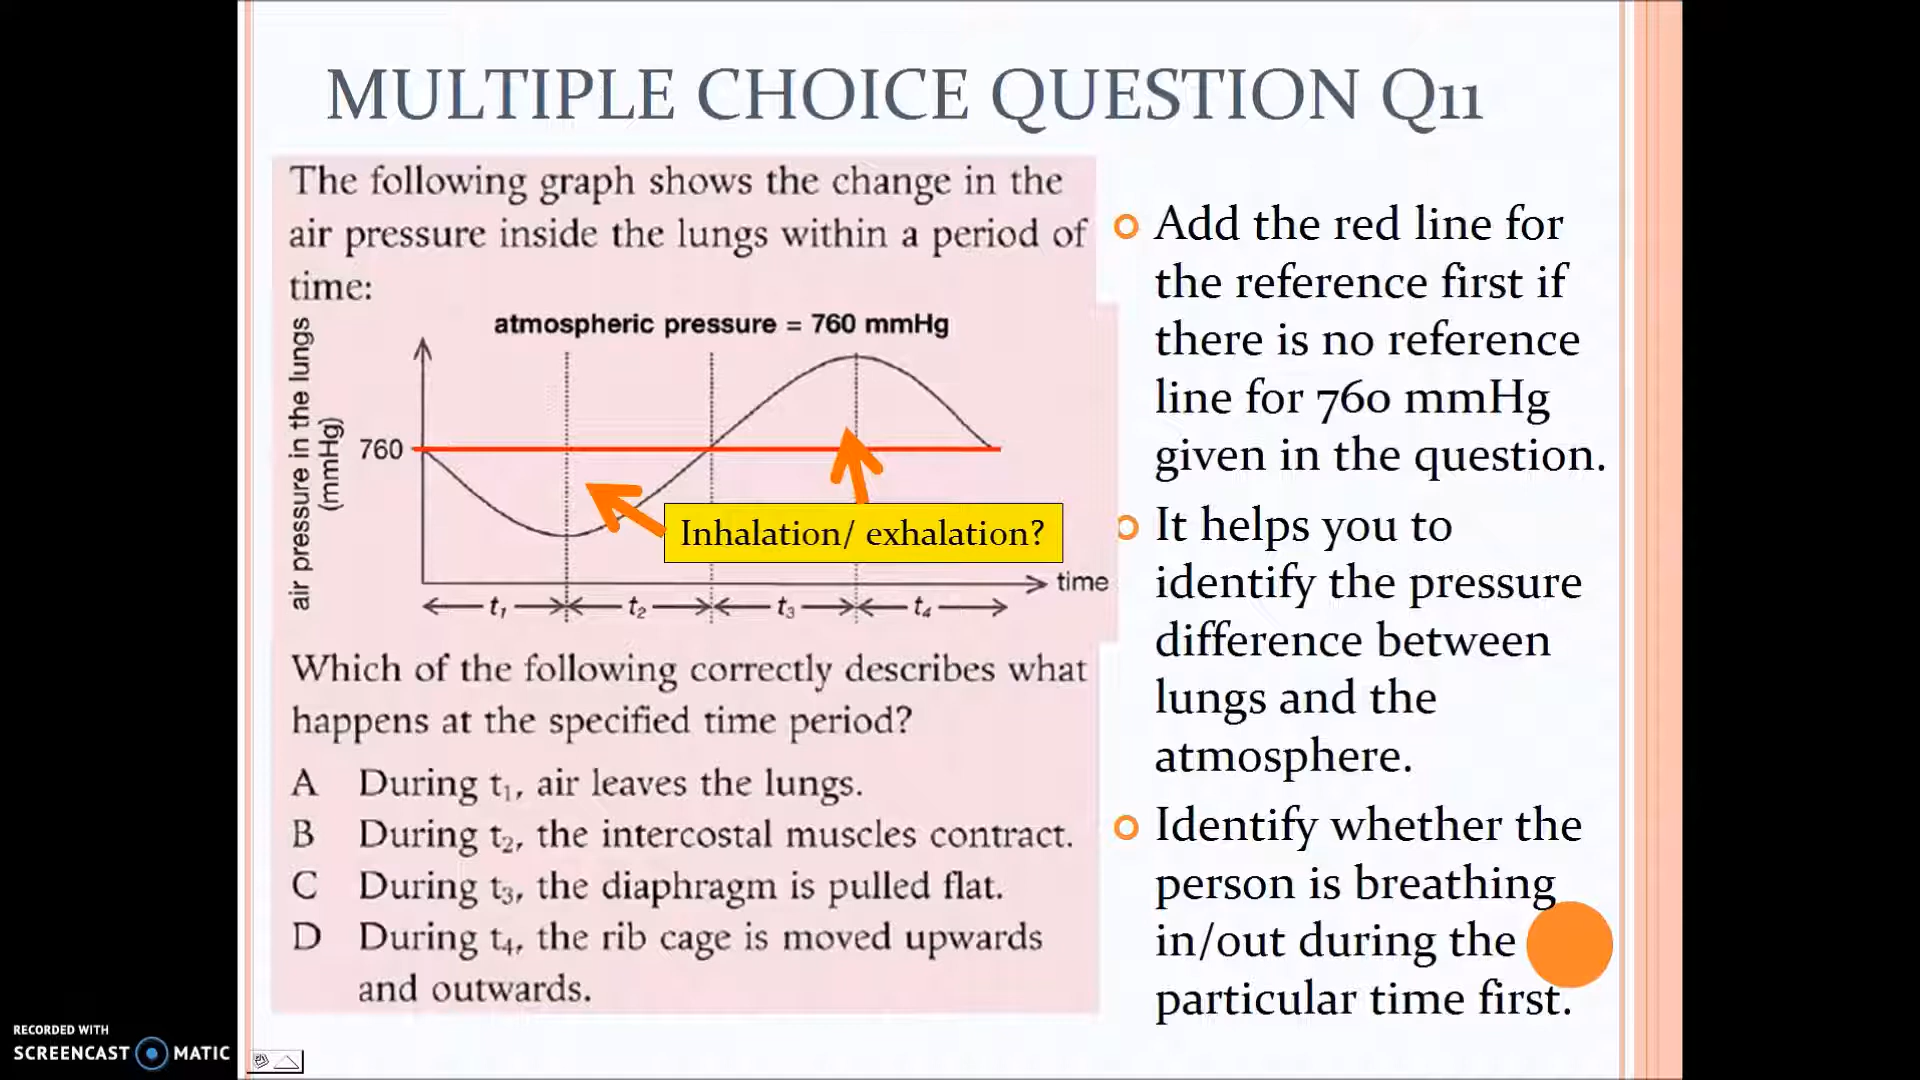 MULTIPLE CHOICE QUESTION Q11
The following graph shows the change in the
air pressure inside the lungs within a period of
time:
atmospheric pressure = 760 mmHg
air pressure in the lungs
(mmHg)
760
Inhalation/ exhalation?
time
t₁ t₂ t₃ t₄
Which of the following correctly describes what
happens at the specified time period?
A During t₁, air leaves the lungs.
B During t₂, the intercostal muscles contract.
C During t₃, the diaphragm is pulled flat.
D During t₄, the rib cage is moved upwards
and outwards.
Add the red line for
the reference first if
there is no reference
line for 760 mmHg
given in the question.
It helps you to
identify the pressure
difference between
lungs and the
atmosphere.
Identify whether the
person is breathing
in/out during the
particular time first.
RECORDED WITH
SCREENCAST MATIC